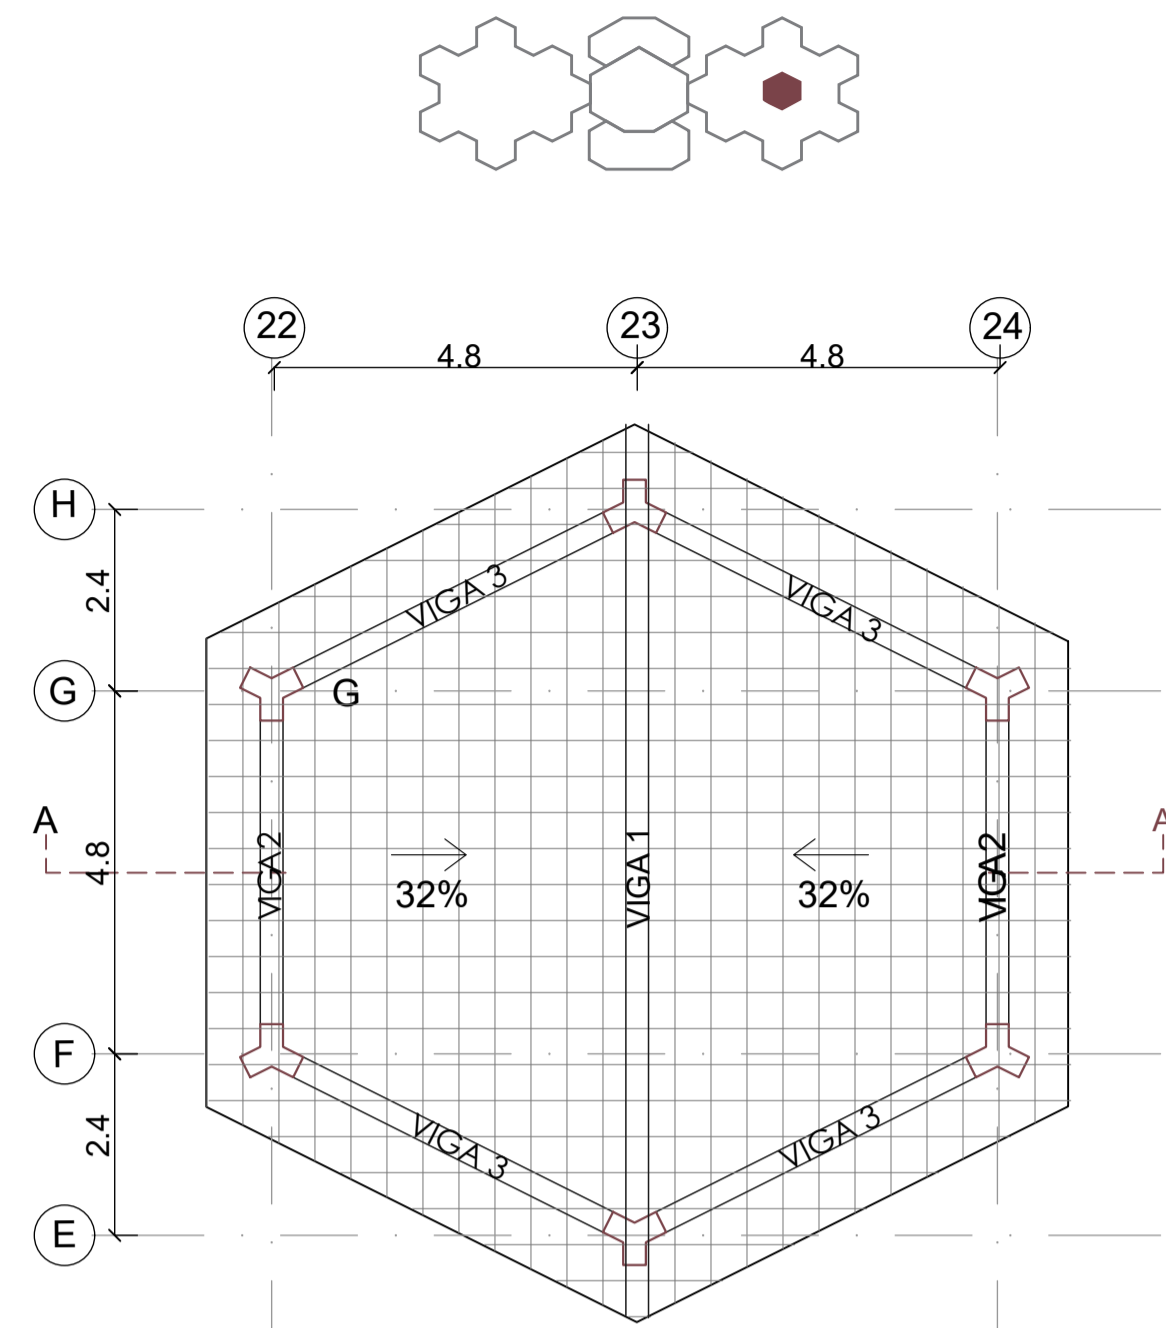 22 23 24
4.8 4.8
H
2.4
VIGA 3 VIGA 3
G G
A A
4.8
VIGA2 VIGA 1 VIGA2
32% 32%
F
2.4
VIGA 3 VIGA 3
E